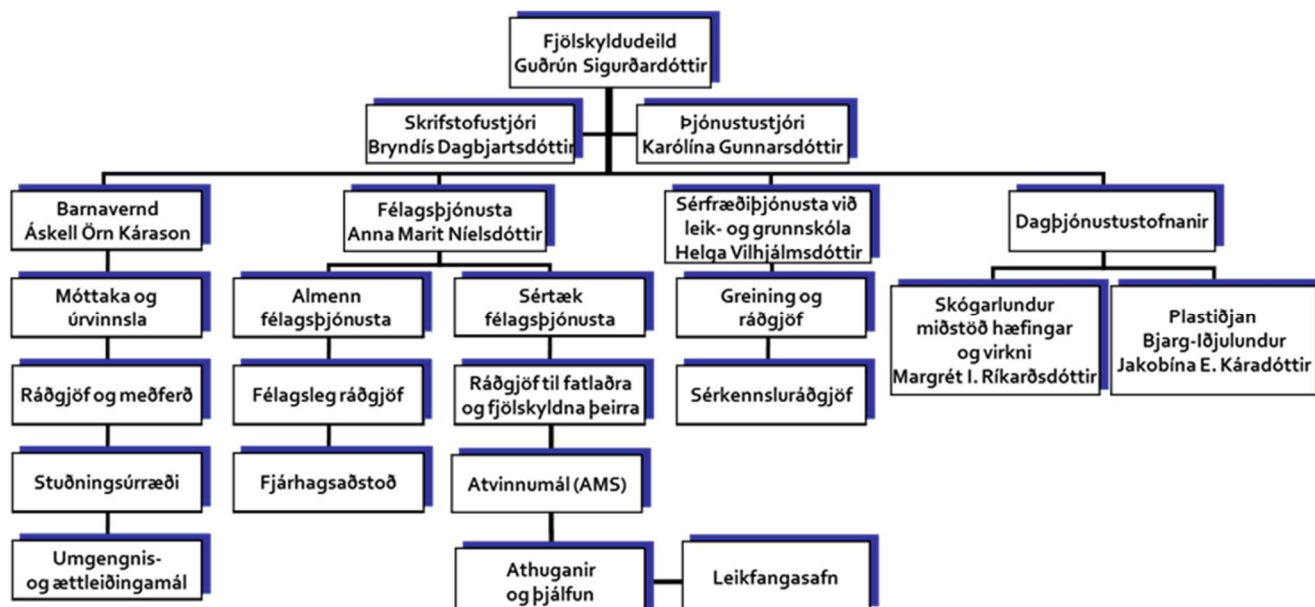 Fjölskyldudeild
Guðrún Sigurðardóttir
Skrifstofustjóri
Bryndís Dagbjartsdóttir
Þjónustustjóri
Karólína Gunnarsdóttir
Barnavernd
Áskell Örn Kárason
Félagsþjónusta
Anna Marit Níelsdóttir
Sérfræðiþjónusta við
leik- og grunnskóla
Helga Vilhjálmsdóttir
Dagþjónustustofnanir
Móttaka og
úrvinnsla
Almenn
félagsþjónusta
Sértæk
félagsþjónusta
Greining og
ráðgjöf
Skógarlundur
miðstöð hæfingar
og virkni
Margrét I. Ríkarðsdóttir
Plastiðjan
Bjarg-Iðjulundur
Jakobína E. Káradóttir
Ráðgjöf og meðferð
Félagsleg ráðgjöf
Ráðgjöf til fatlaðra
og fjölskyldna þeirra
Sérkennsluráðgjöf
Stuðningsúrræði
Fjárhagsaðstoð
Atvinnumál (AMS)
Umgengnis-
og ættleiðingamál
Athuganir
og þjálfun
Leikfangasafn